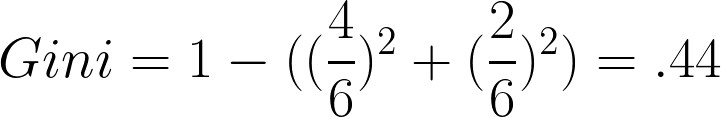 Gini = 1 − ((4/6)² + (2/6)²) = .44